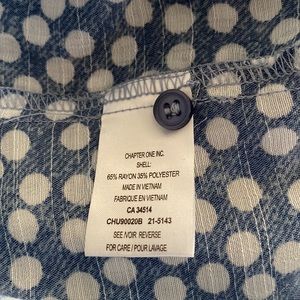 CHAPTER ONE INC.
SHELL:
65% RAYON 35% POLYESTER
MADE IN VIETNAM
FABRIQUE EN VIETNAM
CA 34514
CHU90020B 21-5143
SEE /VOIR REVERSE
FOR CARE / POUR LAVAGE